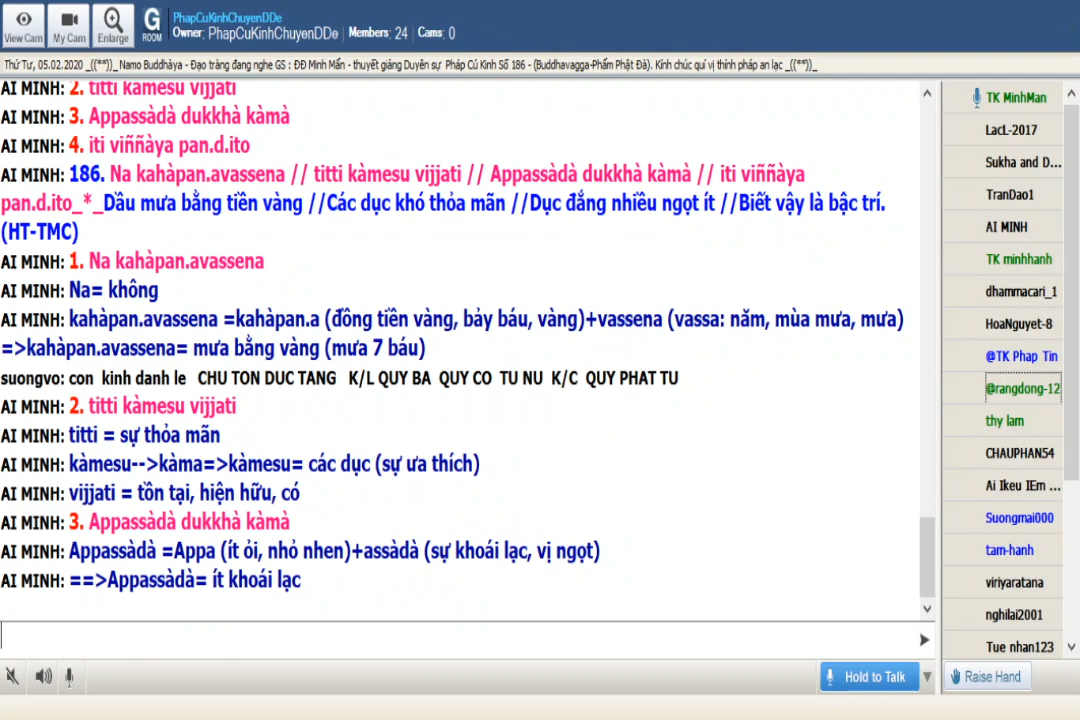 PhapCuKinhChuyenDDe
G ROOM Owner: PhapCuKinhChuyenDDe Members: 24 Cams: 0
View Cam My Cam Enlarge
Thứ Tư, 05.02.2020 _((**))_ Namo Buddhàya - Đạo tràng đang nghe GS : ĐĐ Minh Mẫn - thuyết giảng Duyên sự Pháp Cú Kinh Số 186 - (Buddhavagga-Phẩm Phật Đà). Kính chúc quí vị thính pháp an lạc _((**))_
AI MINH: 2. titti kàmesu vijjati
AI MINH: 3. Appassàdà dukkhà kàmà
AI MINH: 4. iti viññàya pan.d.ito
AI MINH: 186. Na kahàpan.avassena // titti kàmesu vijjati // Appassàdà dukkhà kàmà // iti viññàya
pan.d.ito_*_Dầu mưa bằng tiền vàng //Các dục khó thỏa mãn //Dục đắng nhiều ngọt ít //Biết vậy là bậc trí.
(HT-TMC)
AI MINH: 1. Na kahàpan.avassena
AI MINH: Na= không
AI MINH: kahàpan.avassena =kahàpan.a (đồng tiền vàng, bảy báu, vàng)+vassena (vassa: năm, mùa mưa, mưa)
=>kahàpan.avassena= mưa bằng vàng (mưa 7 báu)
suongvo: con kinh danh le CHU TON DUC TANG K/L QUY BA QUY CO TU NU K/C QUY PHAT TU
AI MINH: 2. titti kàmesu vijjati
AI MINH: titti = sự thỏa mãn
AI MINH: kàmesu-->kàma=>kàmesu= các dục (sự ưa thích)
AI MINH: vijjati = tồn tại, hiện hữu, có
AI MINH: 3. Appassàdà dukkhà kàmà
AI MINH: Appassàdà =Appa (ít ỏi, nhỏ nhen)+assàdà (sự khoái lạc, vị ngọt)
AI MINH: ==>Appassàdà= ít khoái lạc
TK MinhMan
LacL-2017
Sukha and D...
TranDao1
AI MINH
TK minhhanh
dhammacari_1
HoaNguyet-8
@TK Phap Tin
@rangdong-12
thy lam
CHAUPHAN54
Ai Ikeu IEm ...
Suongmai000
tam-hanh
viriyaratana
nghilai2001
Tue nhan123
Hold to Talk
Raise Hand